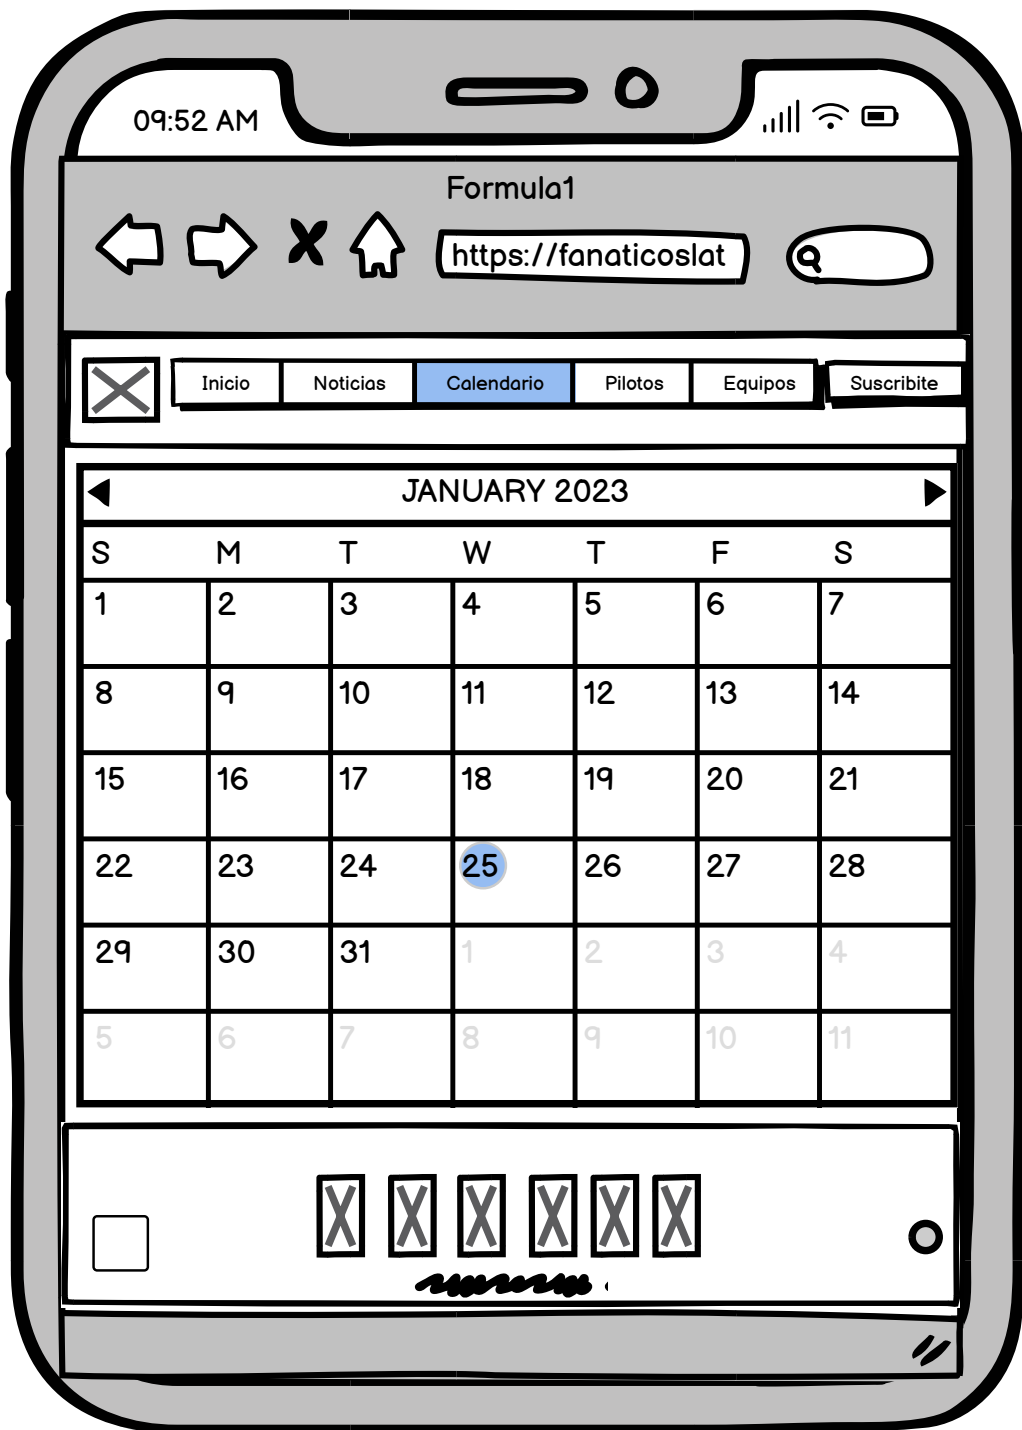 09:52 AM
Formula1
https://fanaticoslat
Inicio Noticias Calendario Pilotos Equipos Suscribite
JANUARY 2023
S M T W T F S
1 2 3 4 5 6 7
8 9 10 11 12 13 14
15 16 17 18 19 20 21
22 23 24 25 26 27 28
29 30 31 1 2 3 4
5 6 7 8 9 10 11